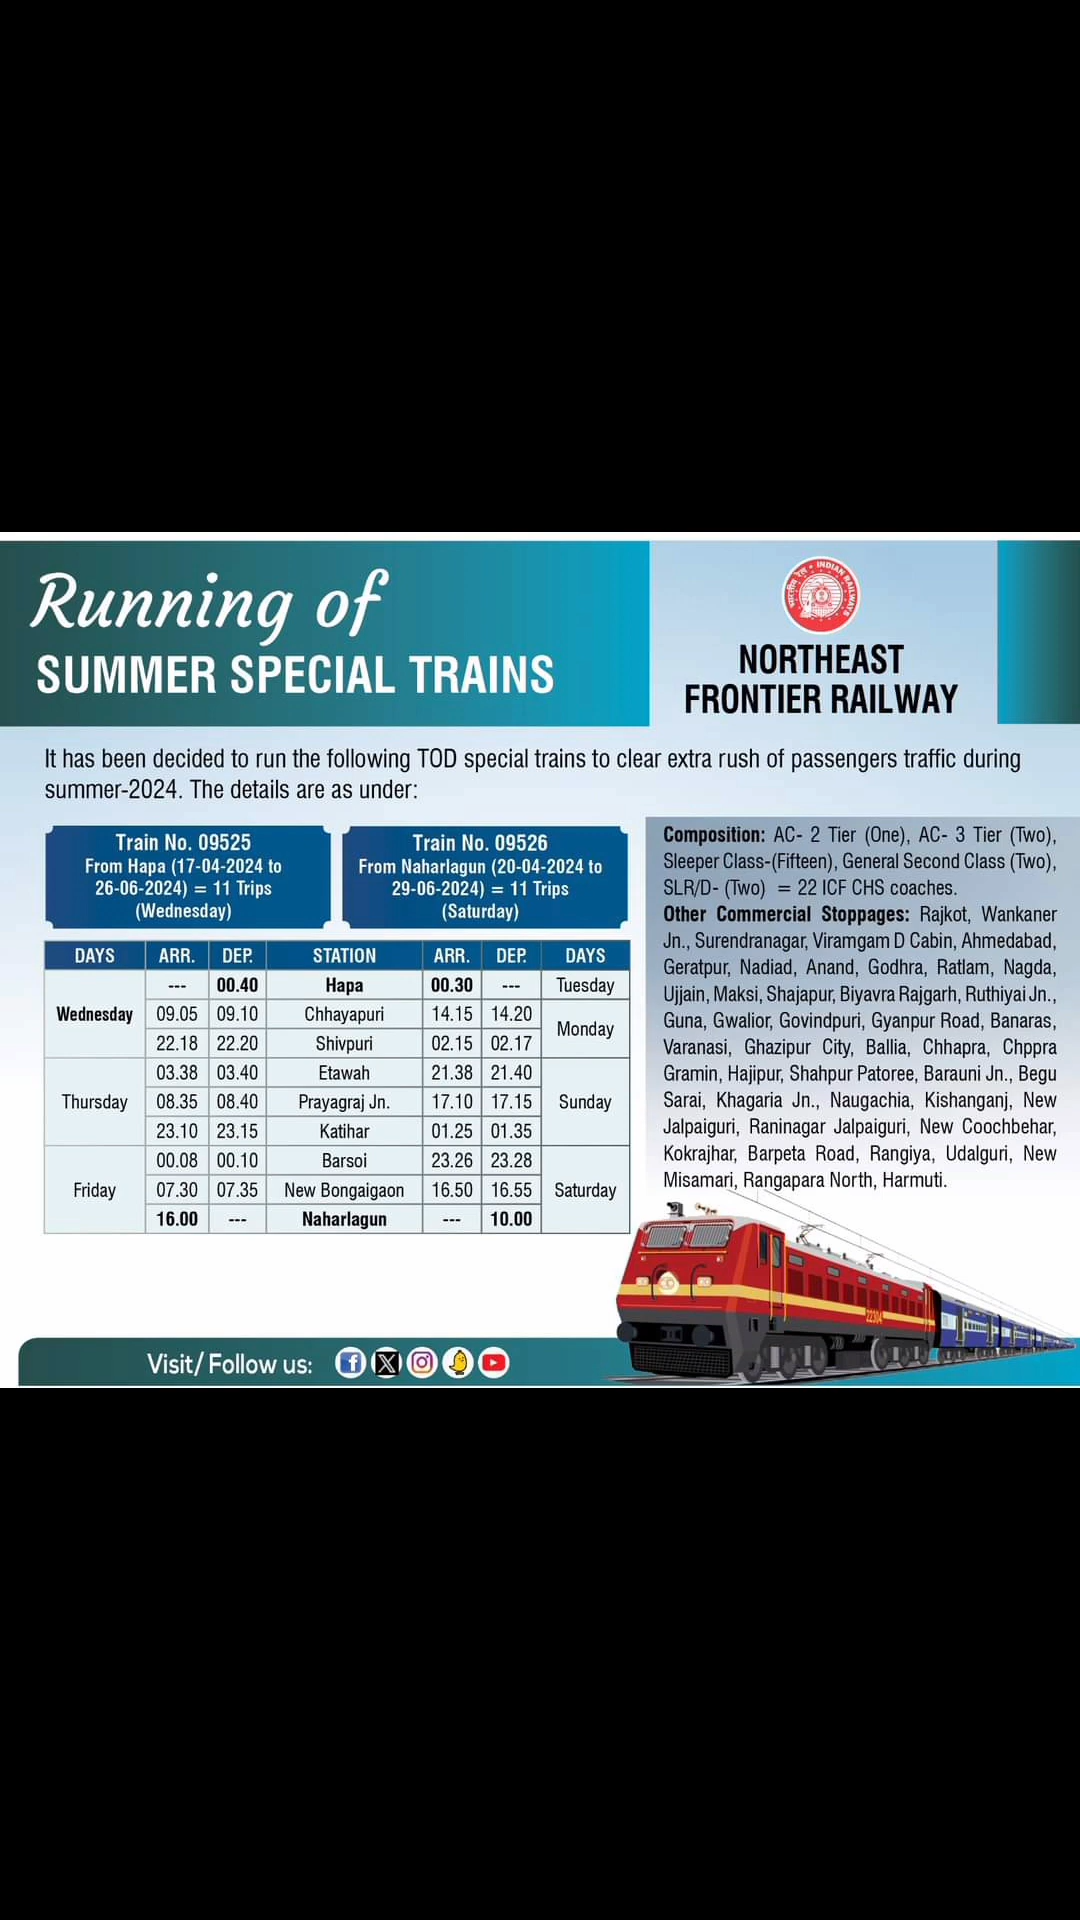 Running of
SUMMER SPECIAL TRAINS
INDIAN RAILWAYS
भारतीय रेल
NORTHEAST
FRONTIER RAILWAY
It has been decided to run the following TOD special trains to clear extra rush of passengers traffic during
summer-2024. The details are as under:
Train No. 09525
From Hapa (17-04-2024 to
26-06-2024) = 11 Trips
(Wednesday)
Train No. 09526
From Naharlagun (20-04-2024 to
29-06-2024) = 11 Trips
(Saturday)
DAYS ARR. DEP. STATION ARR. DEP. DAYS
--- 00.40 Hapa 00.30 --- Tuesday
Wednesday 09.05 09.10 Chhayapuri 14.15 14.20 Monday
22.18 22.20 Shivpuri 02.15 02.17
03.38 03.40 Etawah 21.38 21.40
Thursday 08.35 08.40 Prayagraj Jn. 17.10 17.15 Sunday
23.10 23.15 Katihar 01.25 01.35
00.08 00.10 Barsoi 23.26 23.28
Friday 07.30 07.35 New Bongaigaon 16.50 16.55 Saturday
16.00 --- Naharlagun --- 10.00
Composition: AC- 2 Tier (One), AC- 3 Tier (Two),
Sleeper Class-(Fifteen), General Second Class (Two),
SLR/D- (Two) = 22 ICF CHS coaches.
Other Commercial Stoppages: Rajkot, Wankaner
Jn., Surendranagar, Viramgam D Cabin, Ahmedabad,
Geratpur, Nadiad, Anand, Godhra, Ratlam, Nagda,
Ujjain, Maksi, Shajapur, Biyavra Rajgarh, Ruthiyai Jn.,
Guna, Gwalior, Govindpuri, Gyanpur Road, Banaras,
Varanasi, Ghazipur City, Ballia, Chhapra, Chppra
Gramin, Hajipur, Shahpur Patoree, Barauni Jn., Begu
Sarai, Khagaria Jn., Naugachia, Kishanganj, New
Jalpaiguri, Raninagar Jalpaiguri, New Coochbehar,
Kokrajhar, Barpeta Road, Rangiya, Udalguri, New
Misamari, Rangapara North, Harmuti.
22304
Visit/ Follow us: